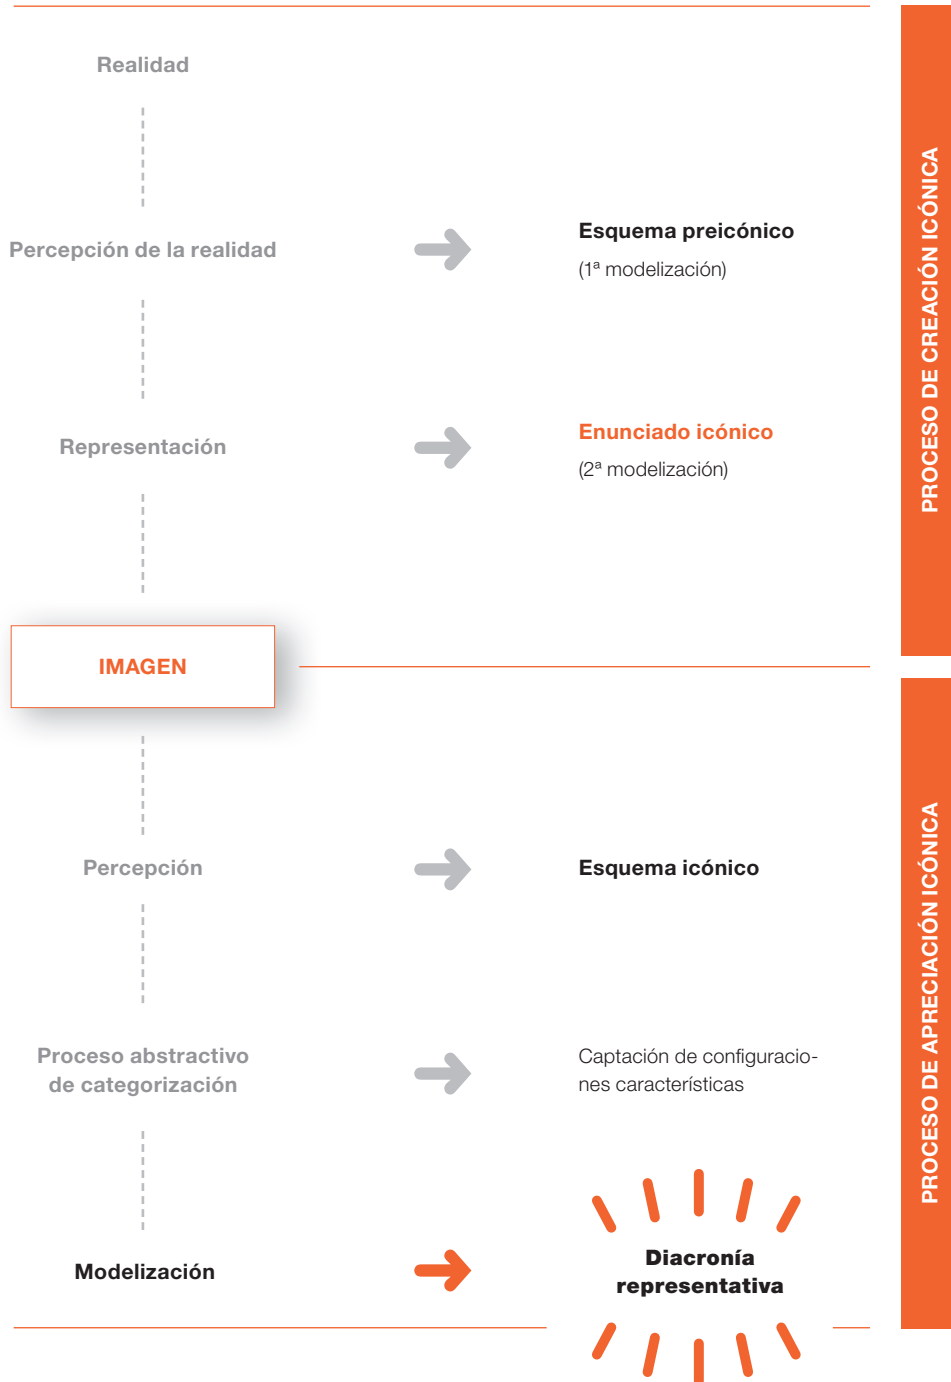 Realidad
Percepción de la realidad
Esquema preicónico
(1ª modelización)
Representación
Enunciado icónico
(2ª modelización)
PROCESO DE CREACIÓN ICÓNICA
IMAGEN
Percepción
Esquema icónico
Proceso abstractivo
de categorización
Captación de configuracio-
nes características
Modelización
Diacronía
representativa
PROCESO DE APRECIACIÓN ICÓNICA